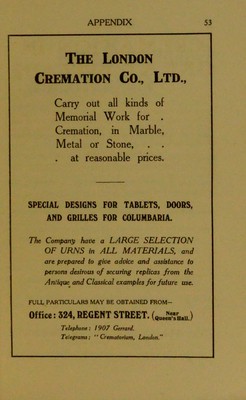 APPENDIX 53
THE LONDON
CREMATION CO., LTD.,
Carry out all kinds of
Memorial Work for .
Cremation, in Marble,
Metal or Stone, . .
. at reasonable prices.
SPECIAL DESIGNS FOR TABLETS, DOORS,
AND GRILLES FOR COLUMBARIA.
The Company have a LARGE SELECTION
OF URNS in ALL MATERIALS, and
are prepared to give advice and assistance to
persons desirous of securing replicas from the
Antique and Classical examples for future use.
FULL PARTICULARS MAY BE OBTAINED FROM—
Office: 324, REGENT STREET. (Near Queen's Hall.)
Telephone: 1907 Gerrard.
Telegrams: "Crematorium, London."